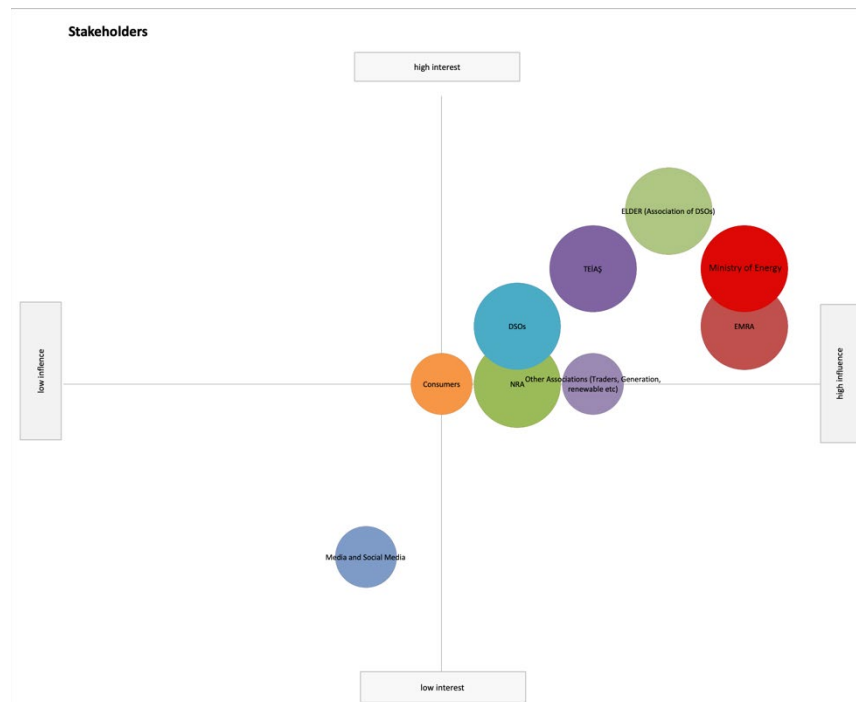 Stakeholders
high interest
ELDER (Association of DSOs)
TEİAŞ
Ministry of Energy
DSOs
EMRA
low inflence
high influence
Consumers
NRA
Other Associations (Traders, Generation,
renewable etc)
Media and Social Media
low interest